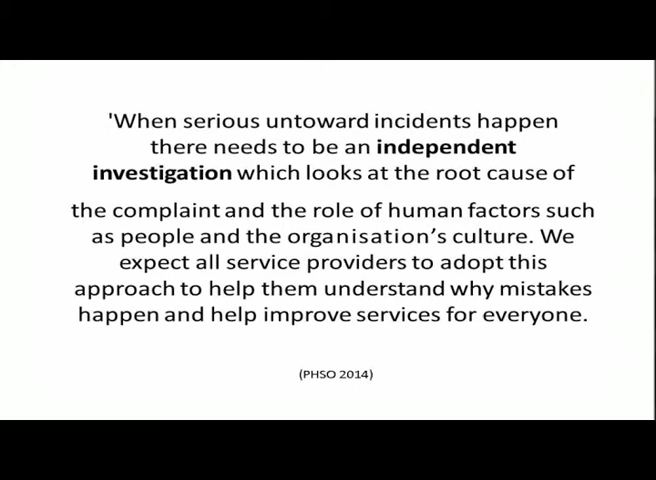 'When serious untoward incidents happen
there needs to be an independent
investigation which looks at the root cause of
the complaint and the role of human factors such
as people and the organisation’s culture. We
expect all service providers to adopt this
approach to help them understand why mistakes
happen and help improve services for everyone.
(PHSO 2014)